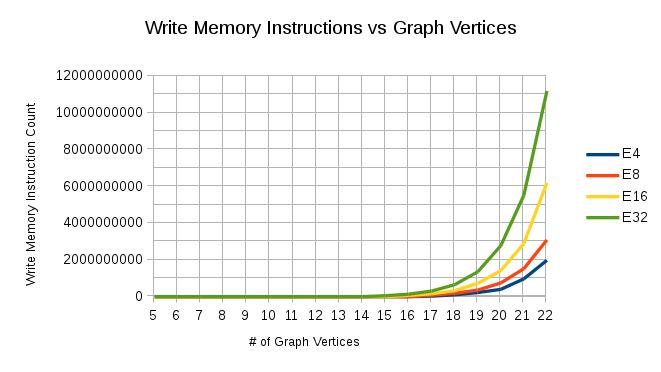 Write Memory Instructions vs Graph Vertices
Write Memory Instruction Count
12000000000
10000000000
8000000000
6000000000
4000000000
2000000000
0
5 6 7 8 9 10 11 12 13 14 15 16 17 18 19 20 21 22
# of Graph Vertices
E4
E8
E16
E32